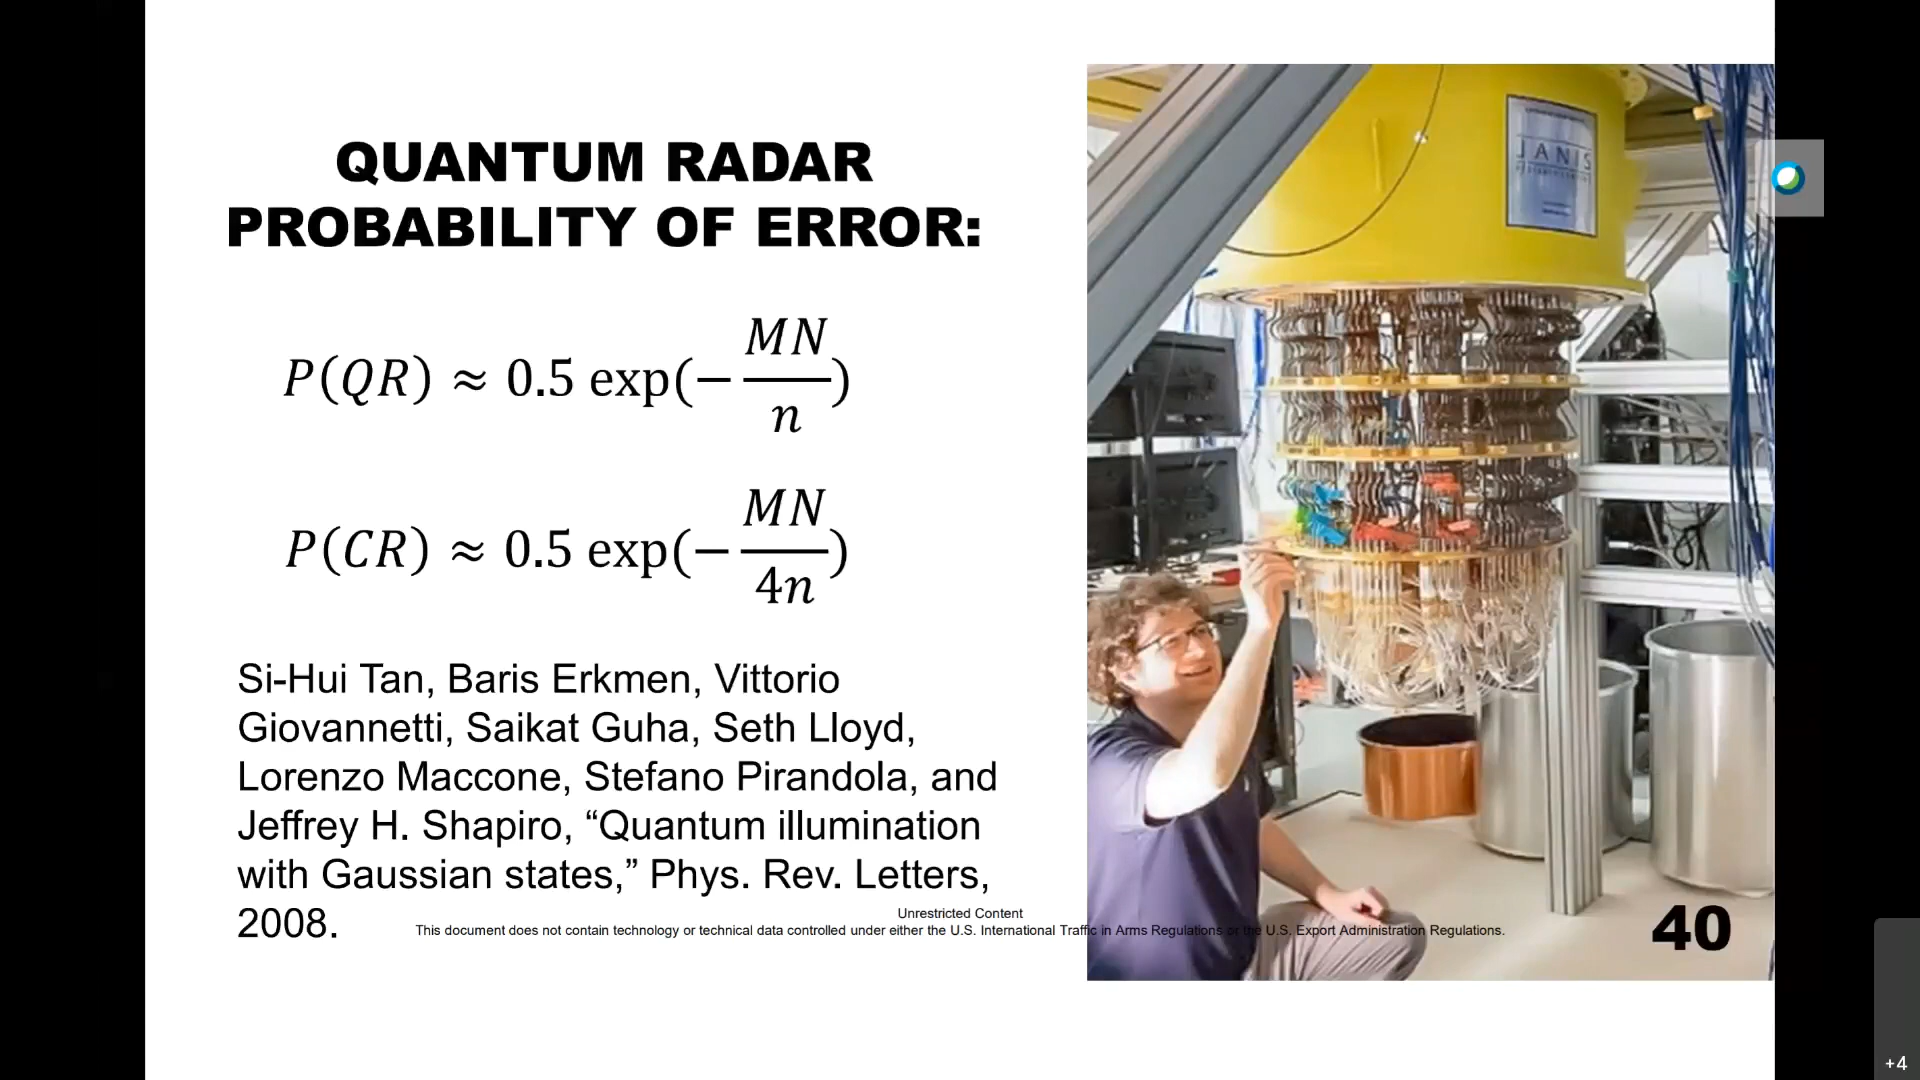 QUANTUM RADAR
PROBABILITY OF ERROR:
P(QR) ≈ 0.5 exp(−MN/n)
P(CR) ≈ 0.5 exp(−MN/4n)
Si-Hui Tan, Baris Erkmen, Vittorio
Giovannetti, Saikat Guha, Seth Lloyd,
Lorenzo Maccone, Stefano Pirandola, and
Jeffrey H. Shapiro, “Quantum illumination
with Gaussian states,” Phys. Rev. Letters,
2008.
Unrestricted Content
This document does not contain technology or technical data controlled under either the U.S. International Traffic in Arms Regulations or the U.S. Export Administration Regulations.
JANIS
40
+4